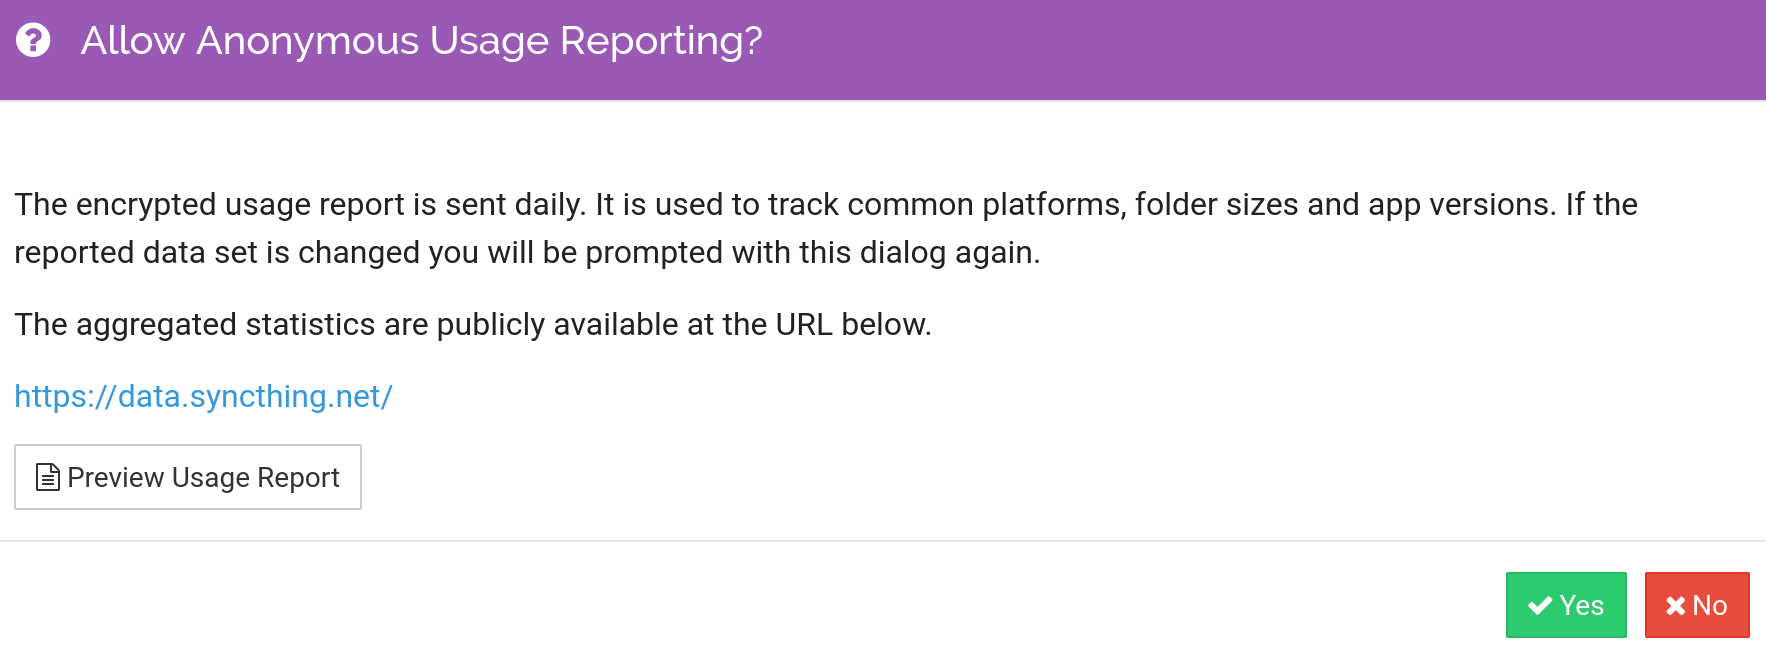 Allow Anonymous Usage Reporting?
The encrypted usage report is sent daily. It is used to track common platforms, folder sizes and app versions. If the
reported data set is changed you will be prompted with this dialog again.
The aggregated statistics are publicly available at the URL below.
https://data.syncthing.net/
Preview Usage Report
Yes No